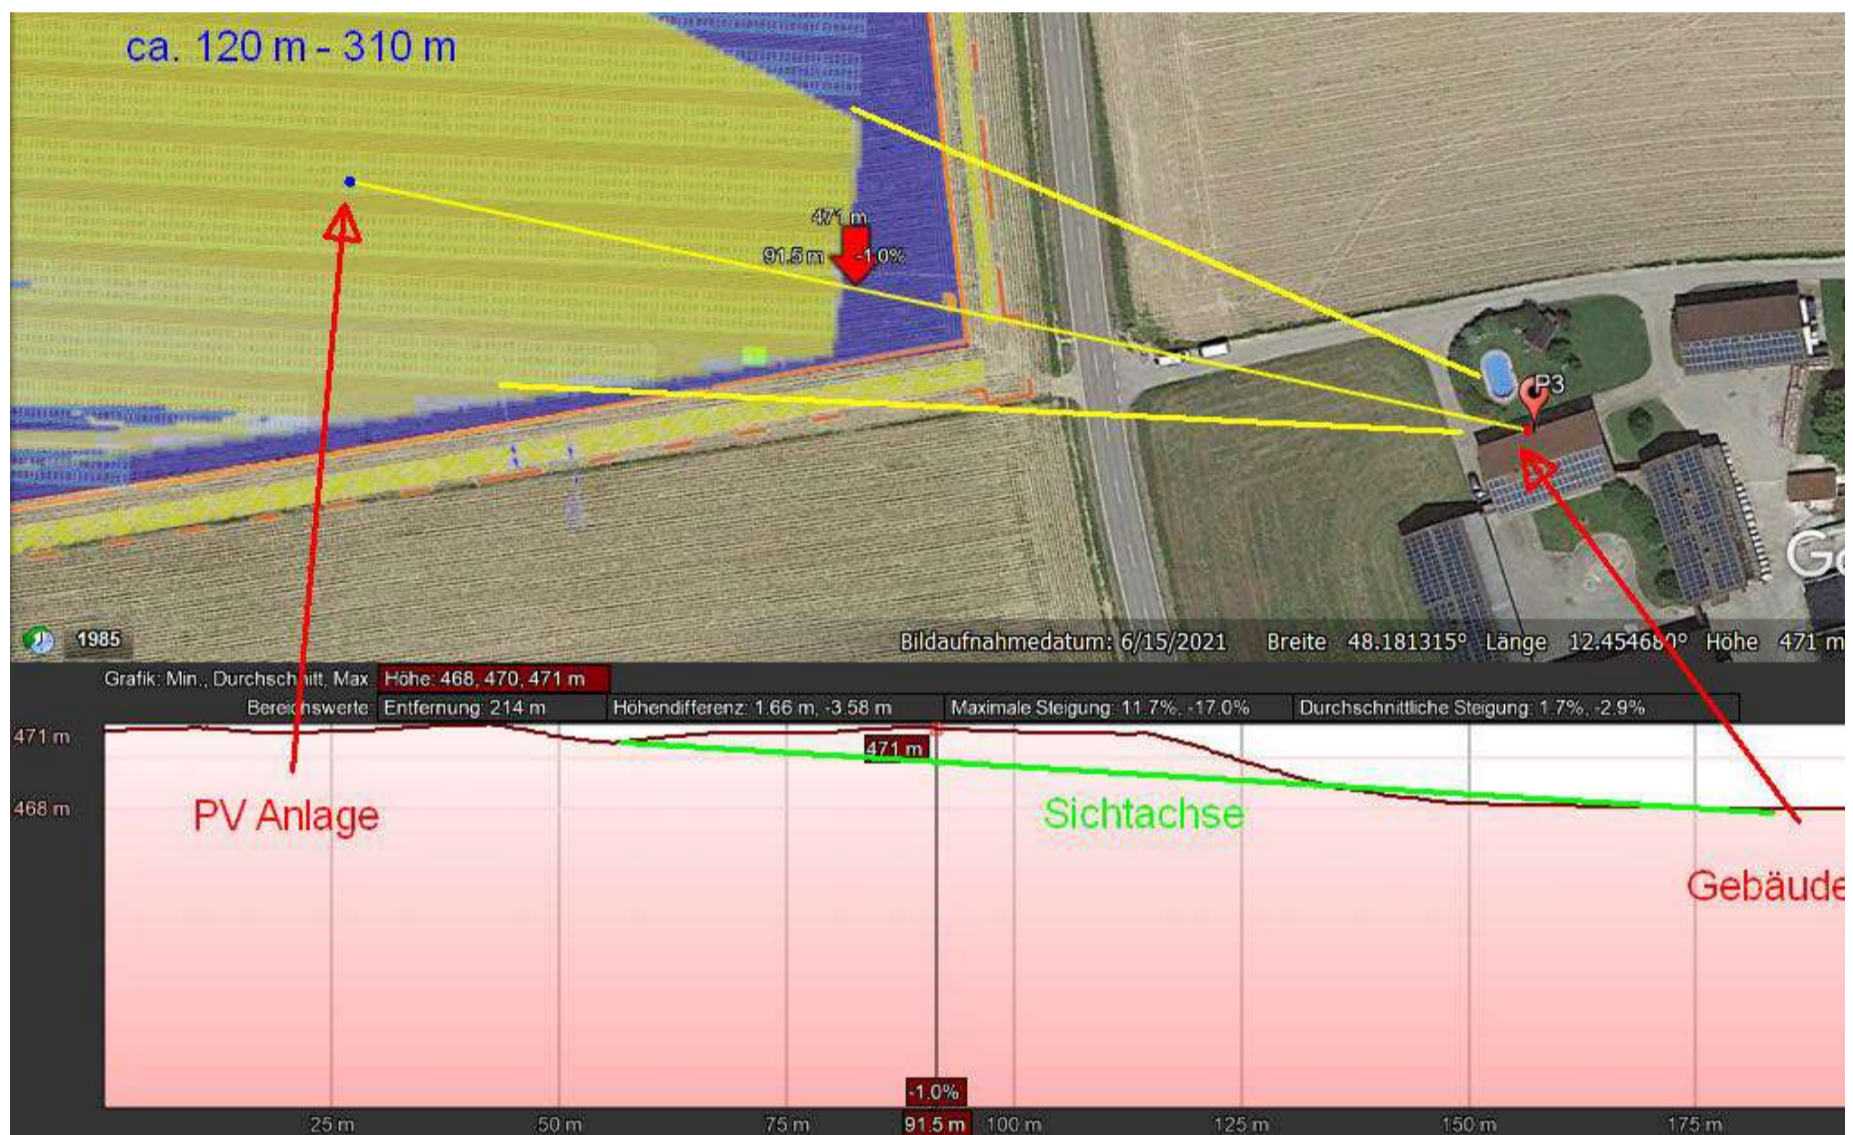 ca. 120 m - 310 m
471 m
91.5 m -1.0%
P3
1985
Bildaufnahmedatum: 6/15/2021 Breite 48.181315° Länge 12.454680° Höhe 471 m
Grafik: Min., Durchschnitt, Max. Höhe: 468, 470, 471 m
Bereichswerte: Entfernung: 214 m Höhendifferenz: 1.66 m, -3.58 m Maximale Steigung: 11.7%, -17.0% Durchschnittliche Steigung: 1.7%, -2.9%
471 m
471 m
468 m
PV Anlage
Sichtachse
Gebäude
-1.0%
25 m 50 m 75 m 91.5 m 100 m 125 m 150 m 175 m